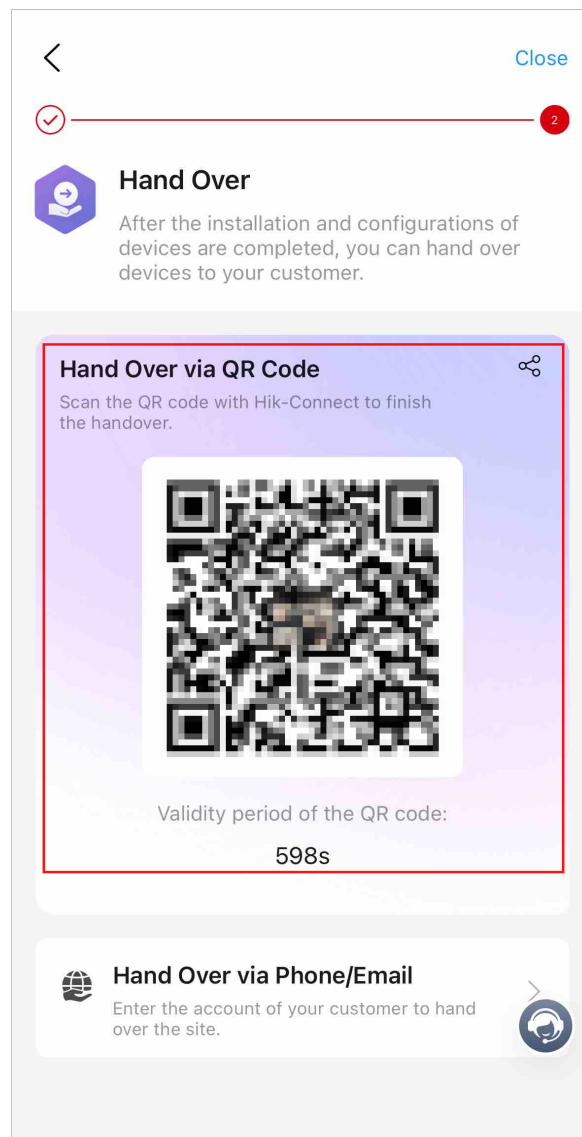 Close
2
Hand Over
After the installation and configurations of
devices are completed, you can hand over
devices to your customer.
Hand Over via QR Code
Scan the QR code with Hik-Connect to finish
the handover.
Validity period of the QR code:
598s
Hand Over via Phone/Email
Enter the account of your customer to hand
over the site.